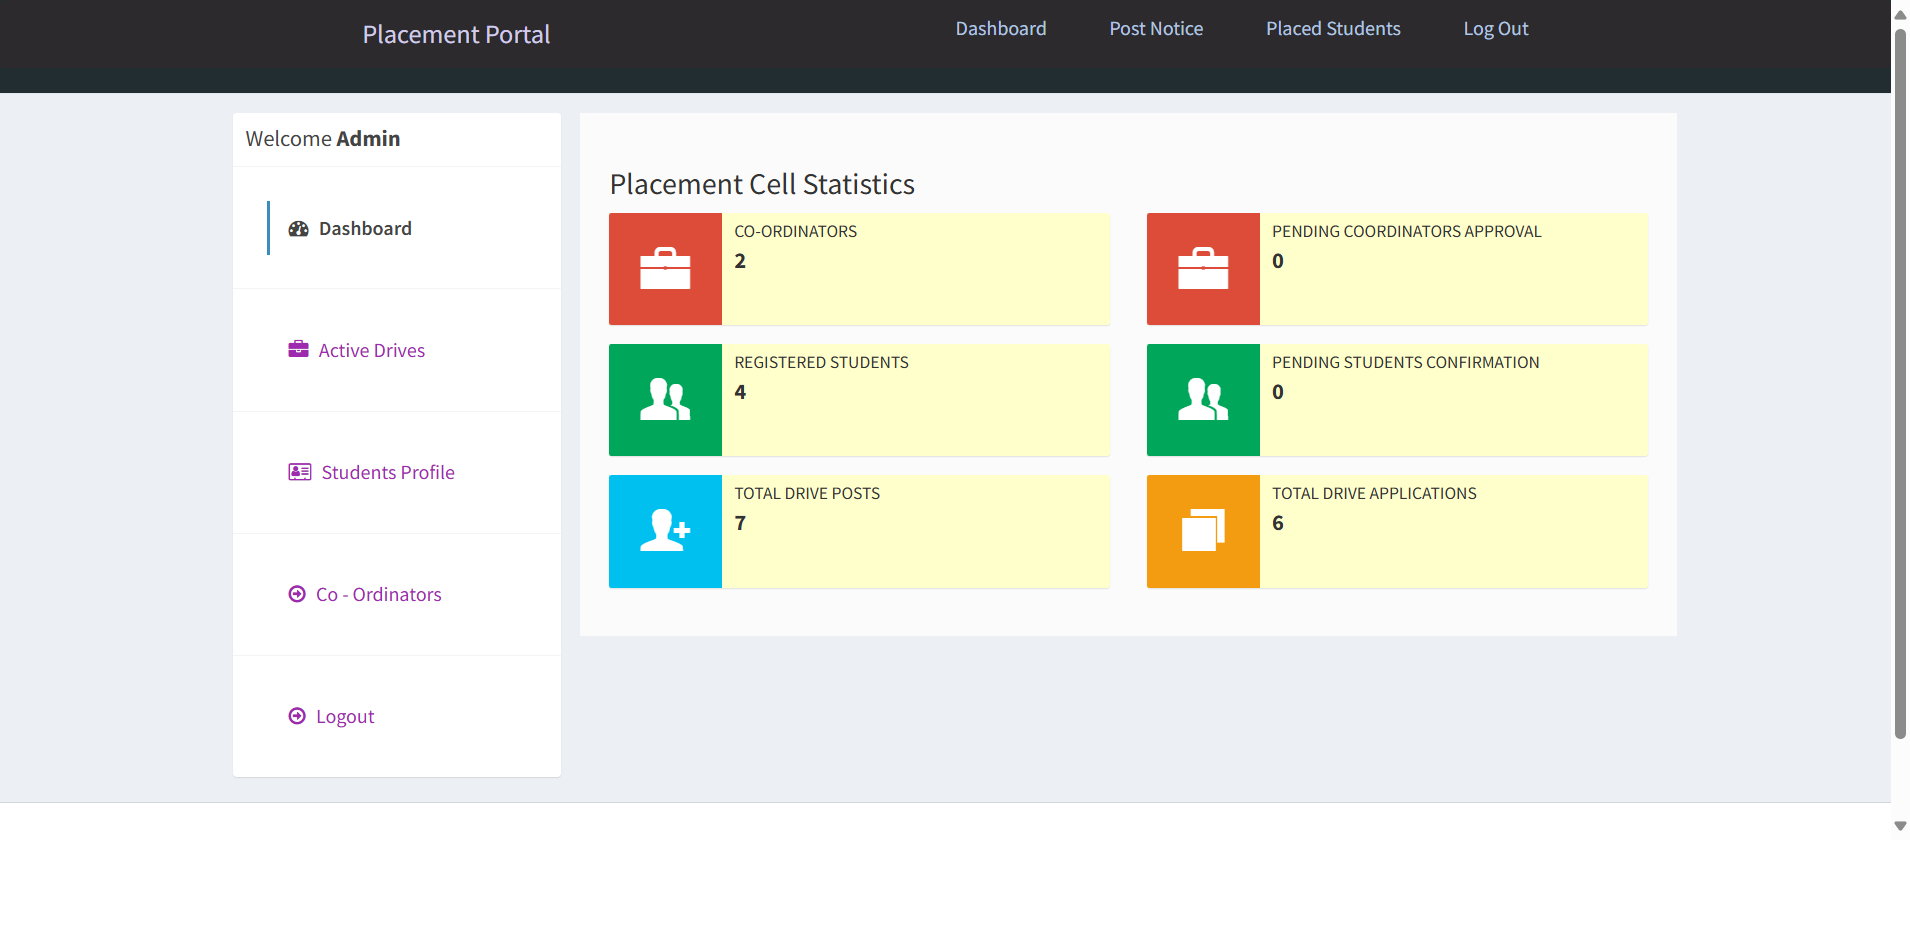 Placement Portal
Dashboard
Post Notice
Placed Students
Log Out
Welcome Admin
Dashboard
Active Drives
Students Profile
Co - Ordinators
Logout
Placement Cell Statistics
CO-ORDINATORS
2
PENDING COORDINATORS APPROVAL
0
REGISTERED STUDENTS
4
PENDING STUDENTS CONFIRMATION
0
TOTAL DRIVE POSTS
7
TOTAL DRIVE APPLICATIONS
6